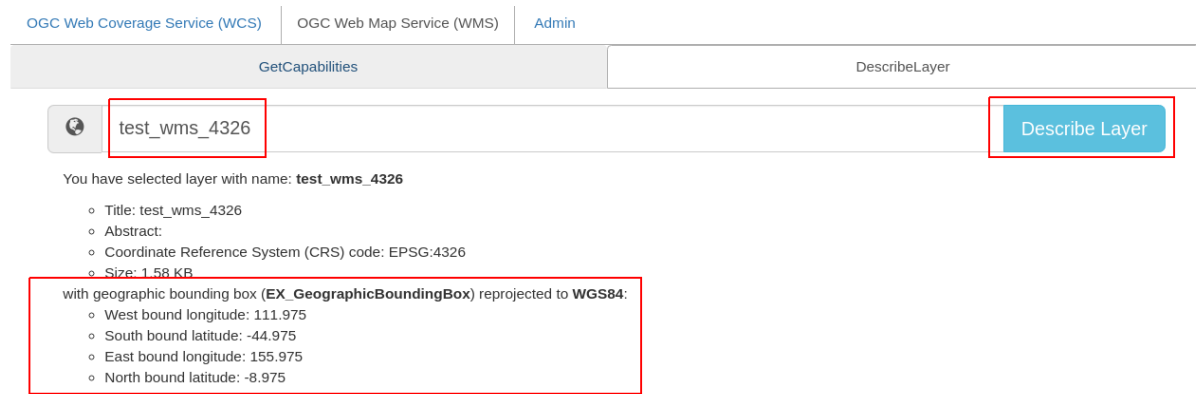 OGC Web Coverage Service (WCS) OGC Web Map Service (WMS) Admin
GetCapabilities DescribeLayer
test_wms_4326 Describe Layer
You have selected layer with name: test_wms_4326
Title: test_wms_4326
Abstract:
Coordinate Reference System (CRS) code: EPSG:4326
Size: 1.58 KB
with geographic bounding box (EX_GeographicBoundingBox) reprojected to WGS84:
West bound longitude: 111.975
South bound latitude: -44.975
East bound longitude: 155.975
North bound latitude: -8.975